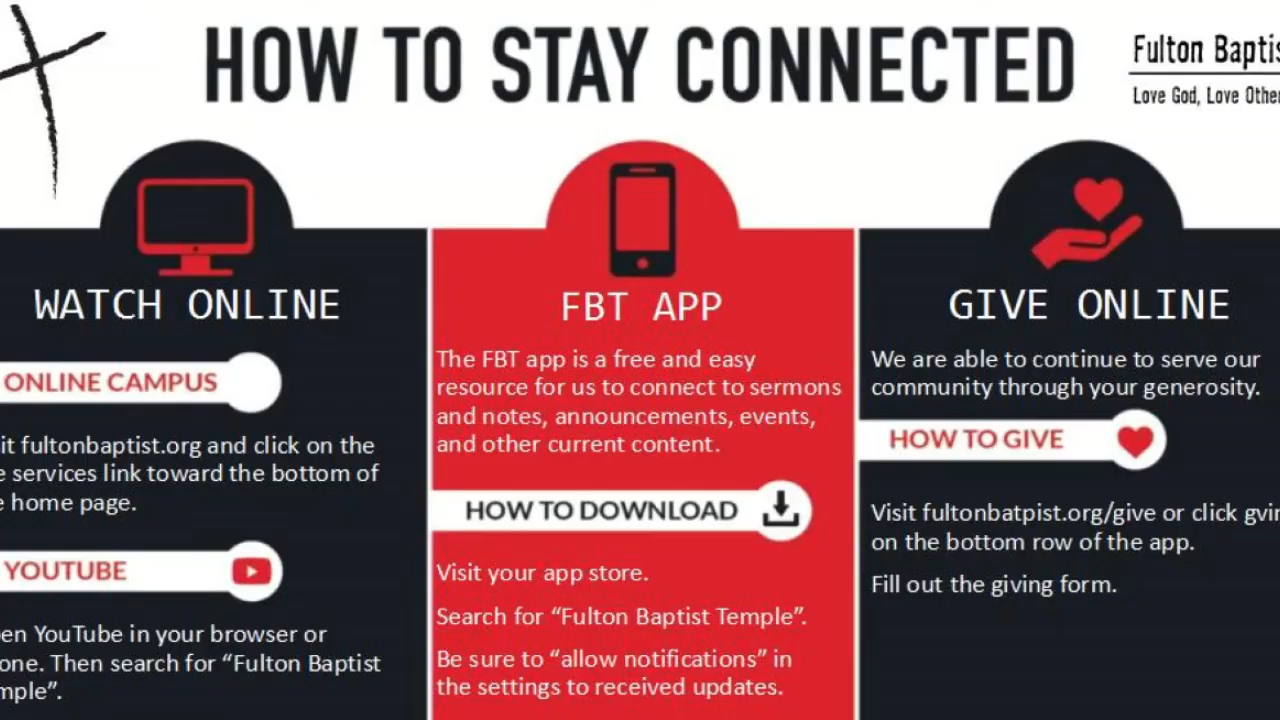 HOW TO STAY CONNECTED
Fulton Baptis
Love God, Love Other
WATCH ONLINE
ONLINE CAMPUS
it fultonbaptist.org and click on the
e services link toward the bottom of
e home page.
YOUTUBE
en YouTube in your browser or
one. Then search for “Fulton Baptist
mple”.
FBT APP
The FBT app is a free and easy
resource for us to connect to sermons
and notes, announcements, events,
and other current content.
HOW TO DOWNLOAD
Visit your app store.
Search for “Fulton Baptist Temple”.
Be sure to “allow notifications” in
the settings to received updates.
GIVE ONLINE
We are able to continue to serve our
community through your generosity.
HOW TO GIVE
Visit fultonbatpist.org/give or click gvin
on the bottom row of the app.
Fill out the giving form.